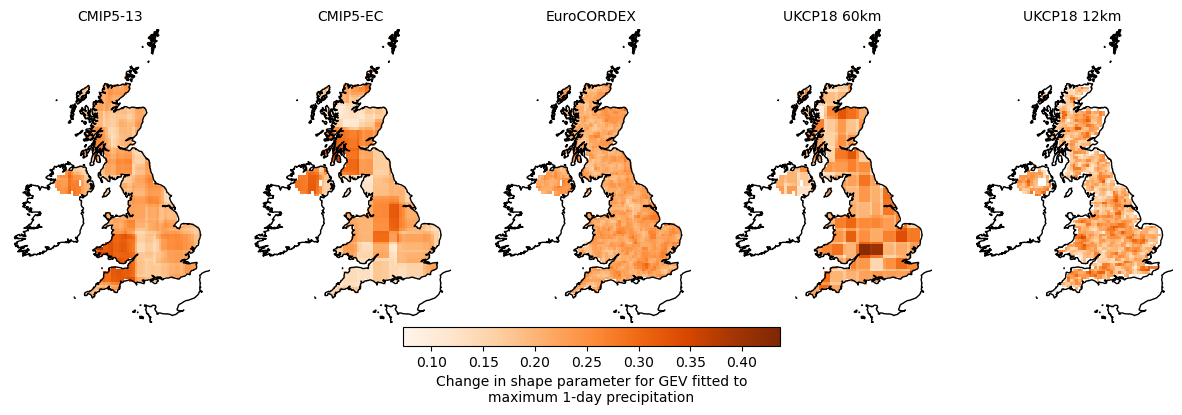 CMIP5-13
CMIP5-EC
EuroCORDEX
UKCP18 60km
UKCP18 12km
0.10 0.15 0.20 0.25 0.30 0.35 0.40
Change in shape parameter for GEV fitted to
maximum 1-day precipitation